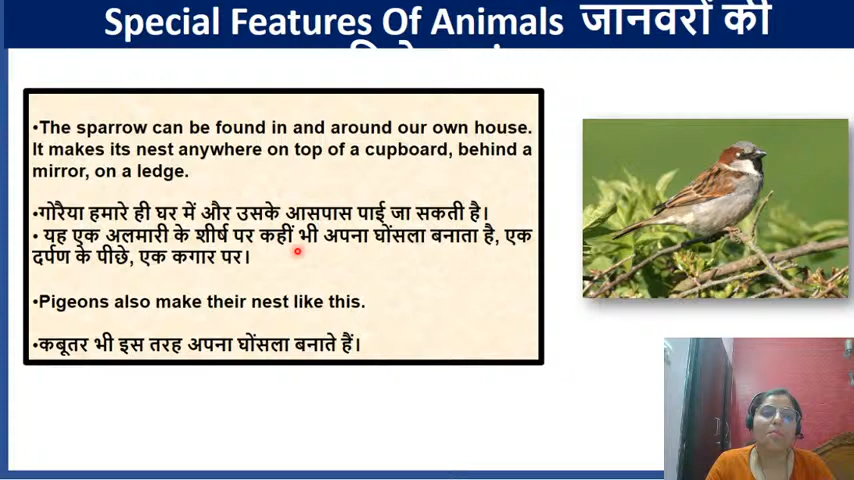 Special Features Of Animals जानवरों की
•The sparrow can be found in and around our own house.
It makes its nest anywhere on top of a cupboard, behind a
mirror, on a ledge.
•गोरैया हमारे ही घर में और उसके आसपास पाई जा सकती है।
• यह एक अलमारी के शीर्ष पर कहीं भी अपना घोंसला बनाता है, एक
दर्पण के पीछे, एक कगार पर।
•Pigeons also make their nest like this.
•कबूतर भी इस तरह अपना घोंसला बनाते हैं।